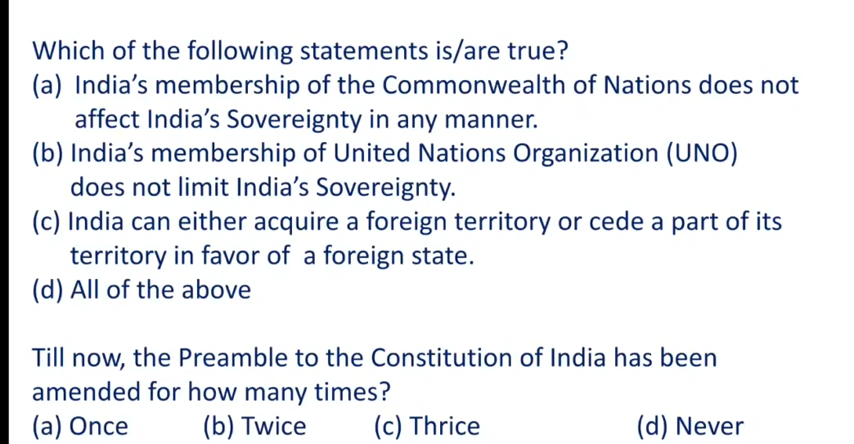 Which of the following statements is/are true?
(a) India’s membership of the Commonwealth of Nations does not
affect India’s Sovereignty in any manner.
(b) India’s membership of United Nations Organization (UNO)
does not limit India’s Sovereignty.
(c) India can either acquire a foreign territory or cede a part of its
territory in favor of a foreign state.
(d) All of the above
Till now, the Preamble to the Constitution of India has been
amended for how many times?
(a) Once (b) Twice (c) Thrice (d) Never